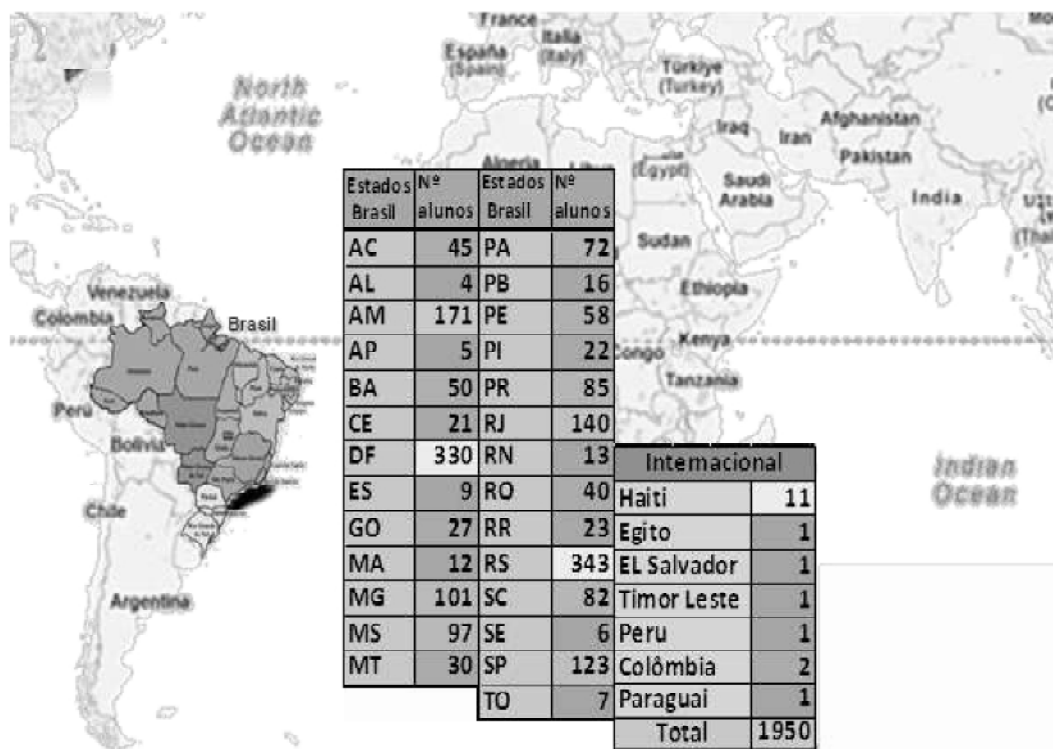 France
España
(Spain)
Italia
(Italy)
Türkiye
(Turkey)
North
Atlantic
Ocean
Iraq
Iran
Afghanistan
Pakistan
India
Algeria
(Egypt)
Saudi
Arabia
Sudan
Ethiopia
Kenya
Congo
Tanzania
Venezuela
Colombia
Brasil
Perú
Bolivia
Chile
Argentina
Indian
Ocean
Estados Brasil Nº alunos Estados Brasil Nº alunos
AC 45 PA 72
AL 4 PB 16
AM 171 PE 58
AP 5 PI 22
BA 50 PR 85
CE 21 RJ 140
DF 330 RN 13
ES 9 RO 40
GO 27 RR 23
MA 12 RS 343
MG 101 SC 82
MS 97 SE 6
MT 30 SP 123
TO 7
Internacional
Haiti 11
Egito 1
EL Salvador 1
Timor Leste 1
Peru 1
Colômbia 2
Paraguai 1
Total 1950